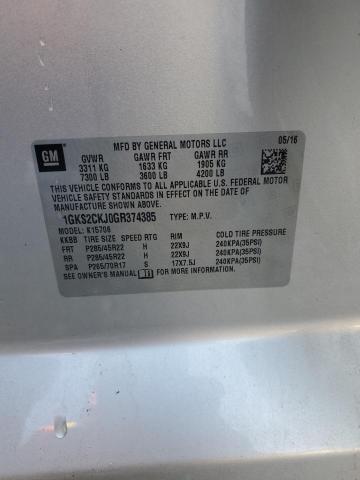 GM
MFD BY GENERAL MOTORS LLC 05/16
GVWR GAWR FRT GAWR RR
3311 KG 1633 KG 1905 KG
7300 LB 3600 LB 4200 LB
THIS VEHICLE CONFORMS TO ALL APPLICABLE U.S. FEDERAL MOTOR
VEHICLE SAFETY, BUMPER, AND THEFT PREVENTION STANDARDS
IN EFFECT ON THE DATE OF
MANUFACTURE SHOWN ABOVE.
1GKS2CKJ0GR374385 TYPE: M.P.V.
MODEL: K15706
KKBB TIRE SIZE SPEED RTG RIM COLD TIRE PRESSURE
FRT P285/45R22 H 22X9J 240KPA(35PSI)
RR P285/45R22 H 22X9J 240KPA(35PSI)
SPA P265/70R17 S 17X7.5J 240KPA(35PSI)
SEE OWNER'S MANUAL FOR MORE INFORMATION.